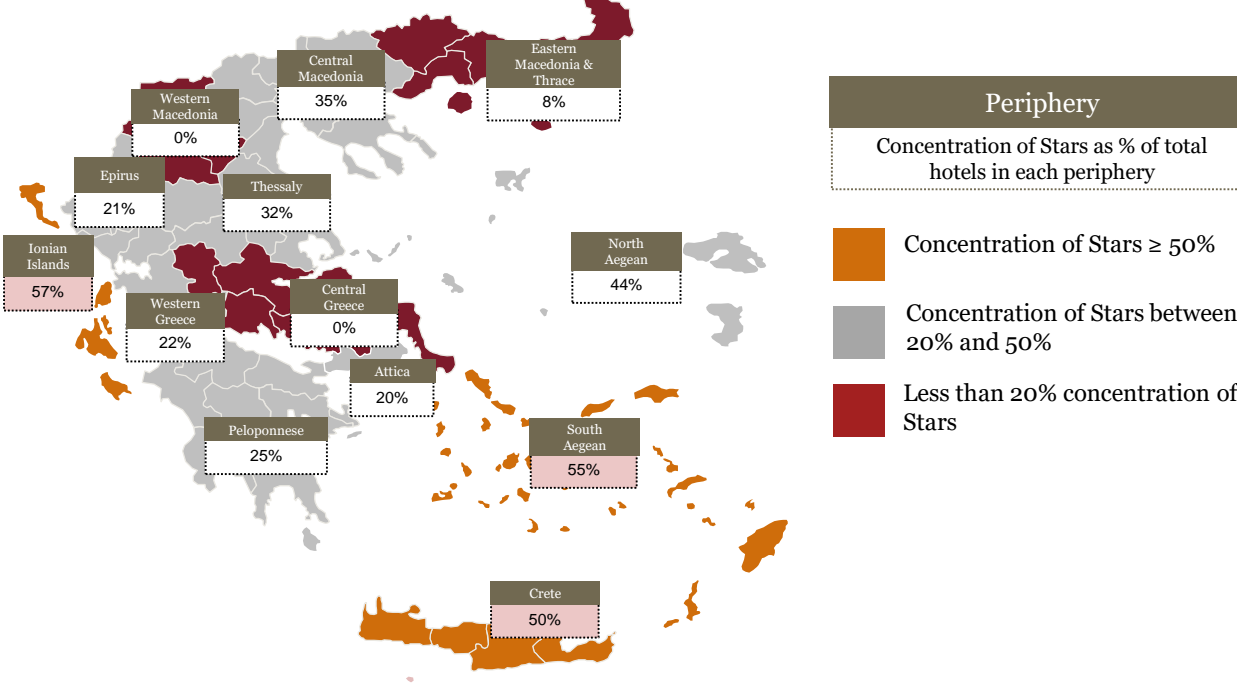 Eastern
Macedonia &
Thrace
8%
Central
Macedonia
35%
Western
Macedonia
0%
Epirus
21%
Thessaly
32%
Ionian
Islands
57%
North
Aegean
44%
Western
Greece
22%
Central
Greece
0%
Attica
20%
Peloponnese
25%
South
Aegean
55%
Crete
50%
Periphery
Concentration of Stars as % of total
hotels in each periphery
Concentration of Stars ≥ 50%
Concentration of Stars between
20% and 50%
Less than 20% concentration of
Stars